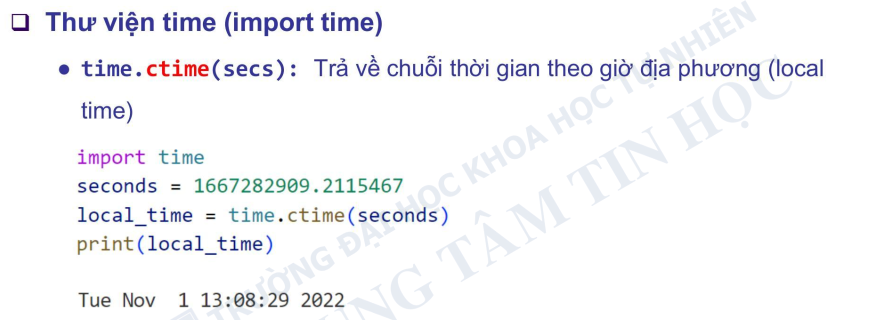 Thư viện time (import time)
time.ctime(secs): Trả về chuỗi thời gian theo giờ địa phương (local
time)
import time
seconds = 1667282909.2115467
local_time = time.ctime(seconds)
print(local_time)
Tue Nov  1 13:08:29 2022
TRƯỜNG ĐẠI HỌC KHOA HỌC TỰ NHIÊN
TRUNG TÂM TIN HỌC